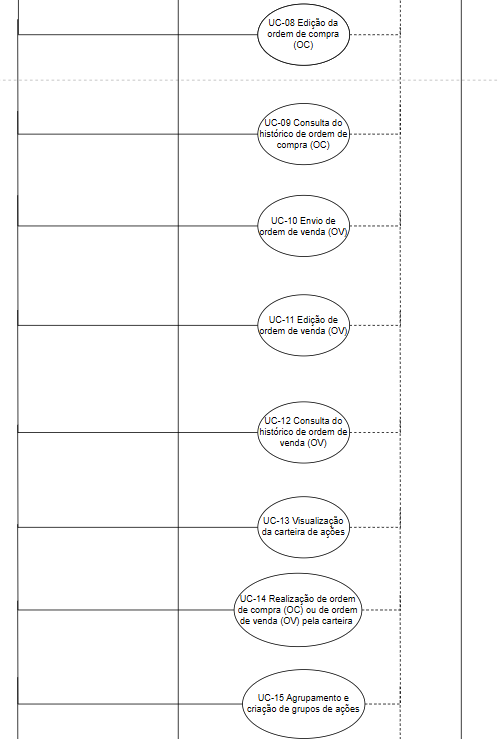 UC-08 Edição da
ordem de compra
(OC)
UC-09 Consulta do
histórico de ordem de
compra (OC)
UC-10 Envio de
ordem de venda (OV)
UC-11 Edição de
ordem de venda (OV)
UC-12 Consulta do
histórico de ordem de
venda (OV)
UC-13 Visualização
da carteira de ações
UC-14 Realização de ordem
de compra (OC) ou de ordem
de venda (OV) pela carteira
UC-15 Agrupamento e
criação de grupos de ações